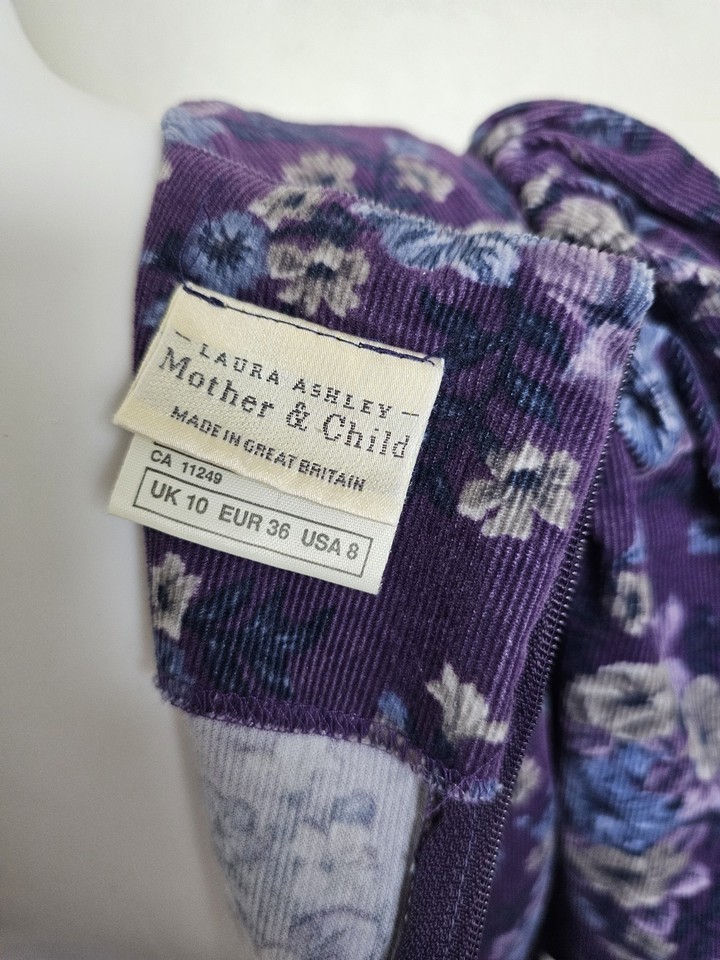 — LAURA ASHLEY —
Mother & Child
MADE IN GREAT BRITAIN
CA 11249
UK 10 EUR 36 USA 8